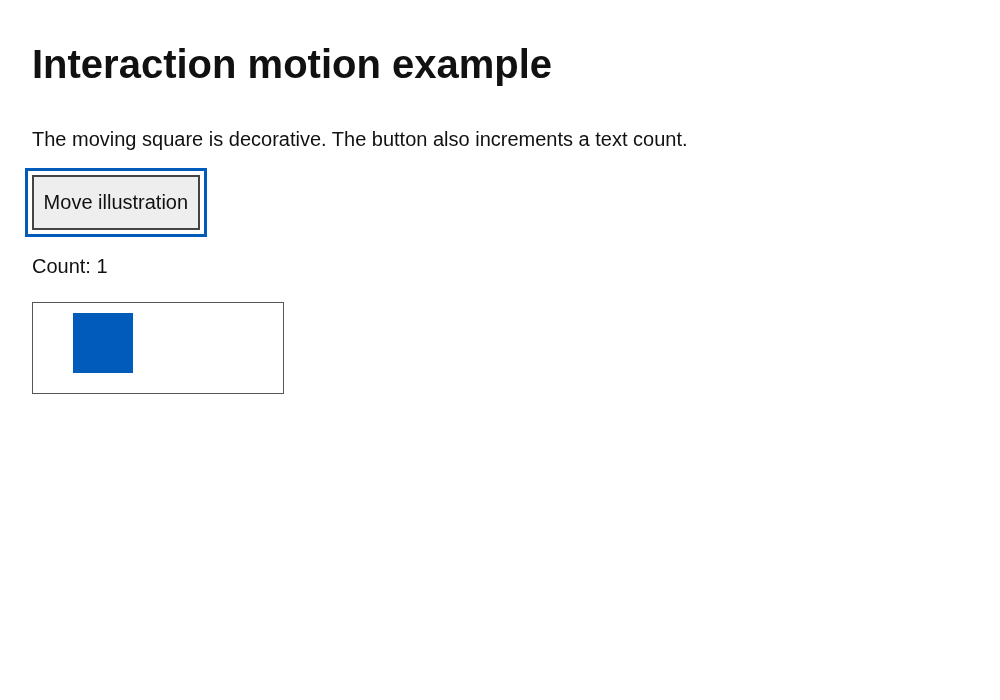 Interaction motion example
The moving square is decorative. The button also increments a text count.
Move illustration
Count: 1